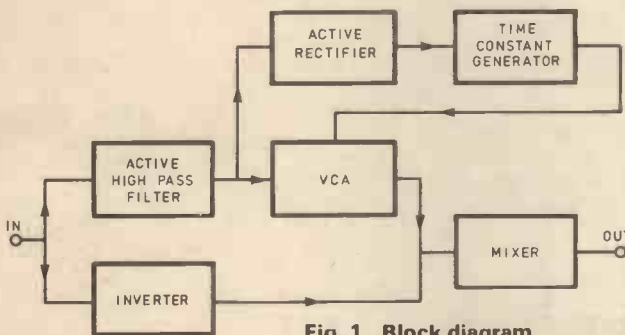 ACTIVE
RECTIFIER
TIME
CONSTANT
GENERATOR
ACTIVE
HIGH PASS
FILTER
VCA
IN
MIXER
OUT
INVERTER
Fig. 1 Block diagram